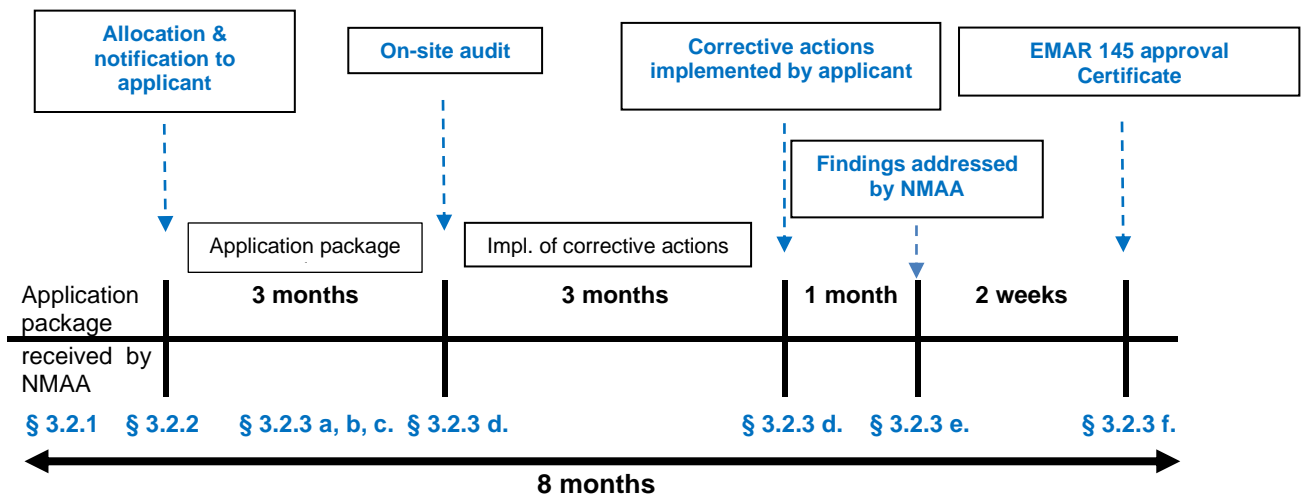 Allocation &
notification to
applicant
On-site audit
Corrective actions
implemented by applicant
EMAR 145 approval
Certificate
Findings addressed
by NMAA
Application package
Impl. of corrective actions
Application
package
received by
NMAA
3 months
3 months
1 month
2 weeks
§ 3.2.1
§ 3.2.2
§ 3.2.3 a, b, c.
§ 3.2.3 d.
§ 3.2.3 d.
§ 3.2.3 e.
§ 3.2.3 f.
8 months